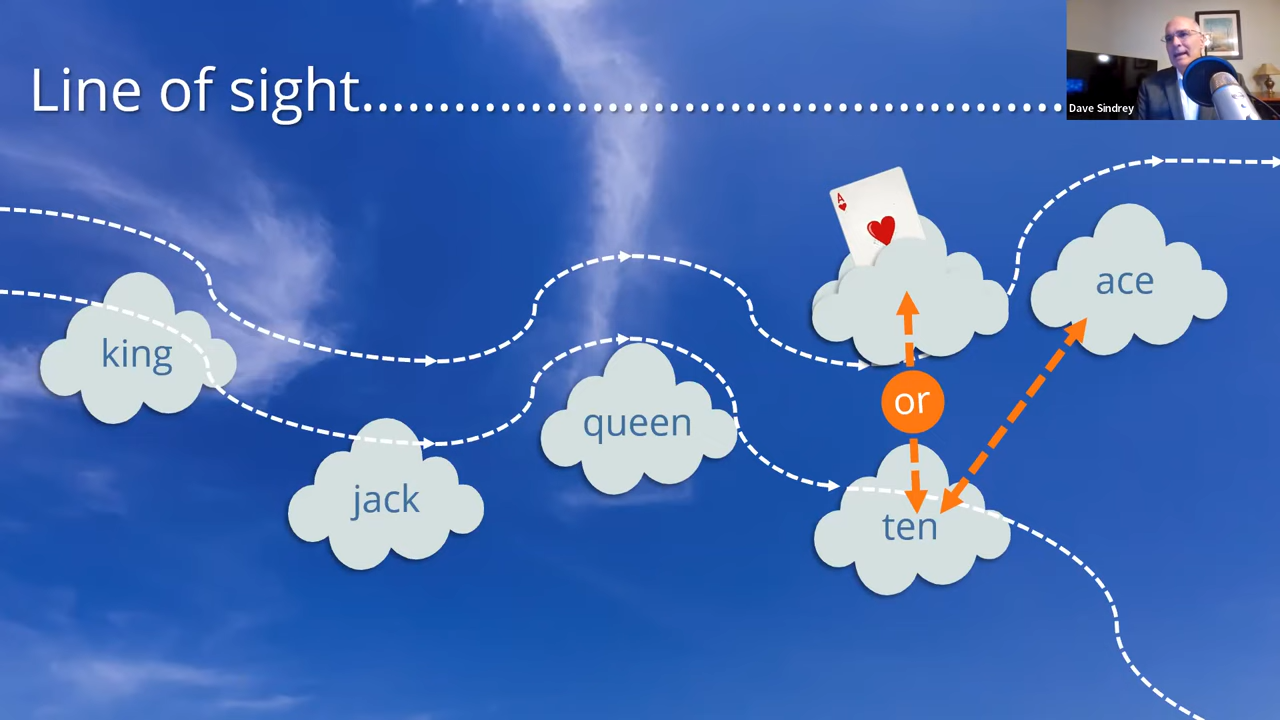 Line of sight....................................................
Dave Sindrey
A
ace
king
or
queen
jack
ten